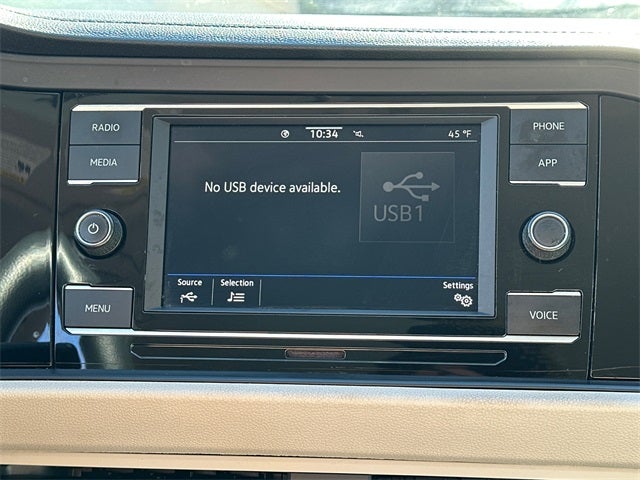 RADIO
MEDIA
MENU
10:34
45 °F
No USB device available.
USB1
Source
Selection
Settings
PHONE
APP
VOICE